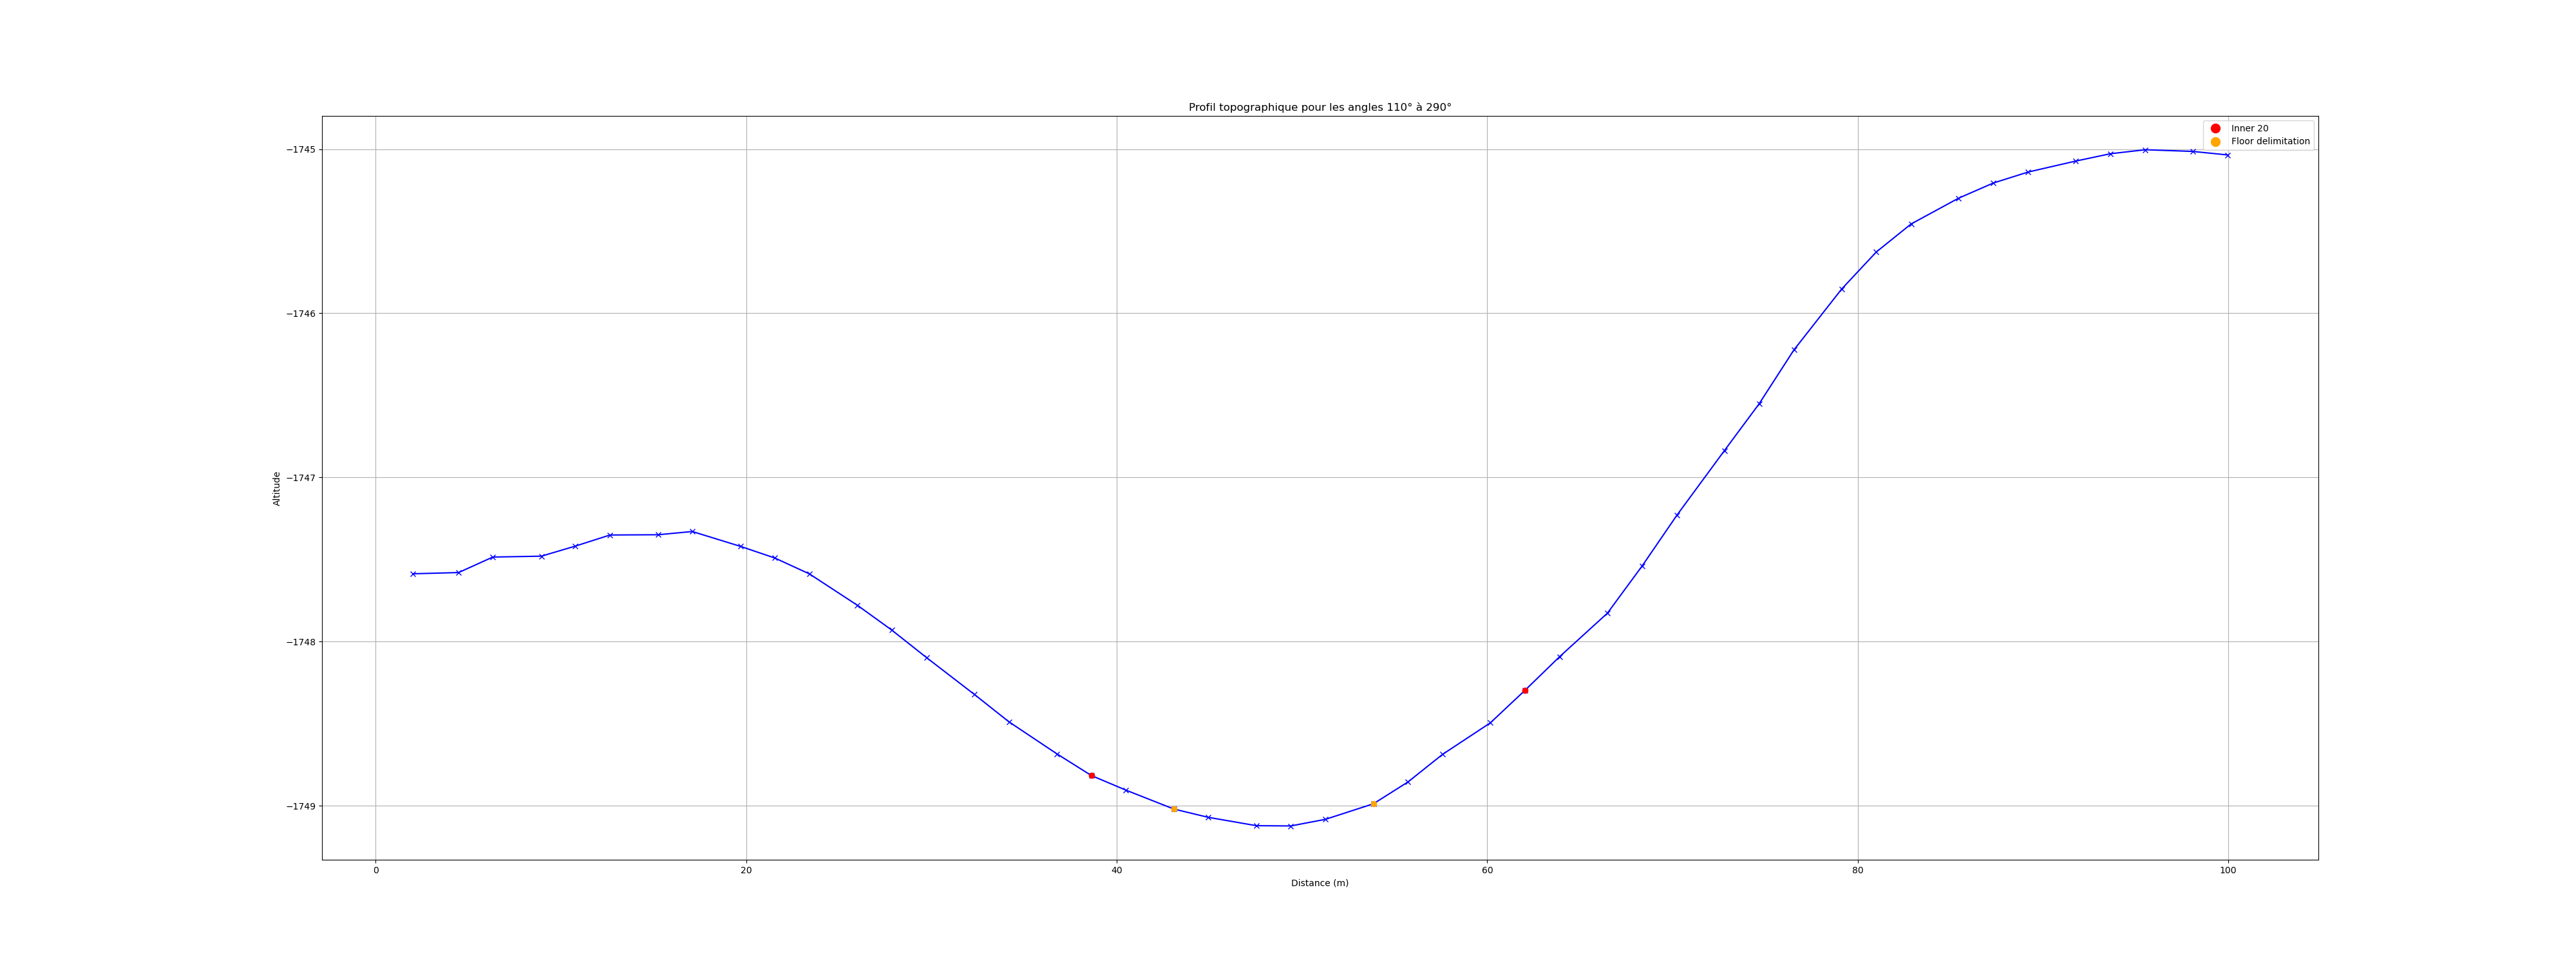 Profil topographique pour les angles 110° à 290°
Inner 20
Floor delimitation
−1745
−1746
−1747
−1748
−1749
Altitude
0
20
40
60
80
100
Distance (m)